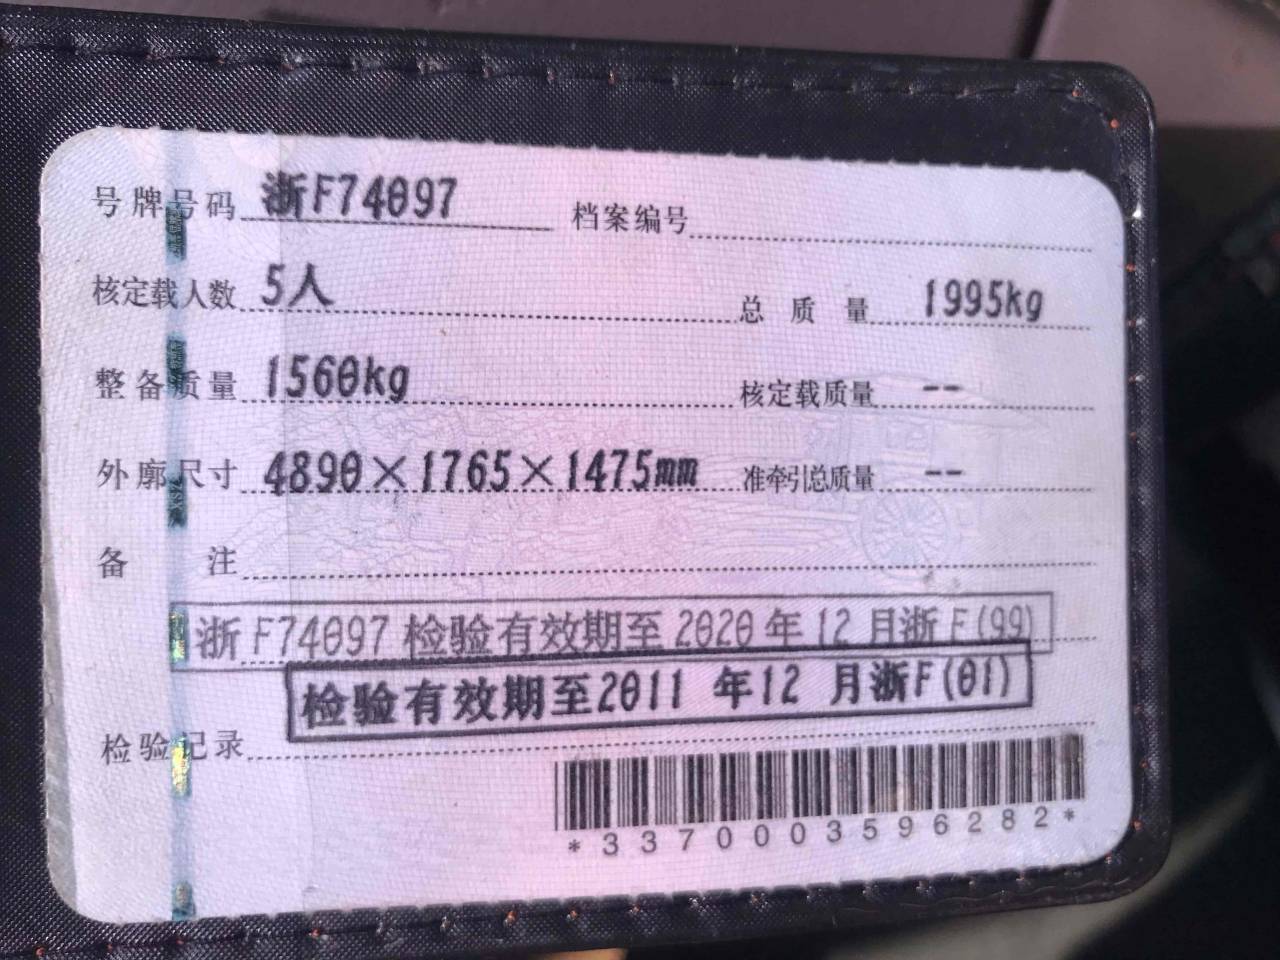 号牌号码 浙F74097 档案编号
核定载人数 5人 总质量 1995kg
整备质量 1560kg 核定载质量 --
外廓尺寸 4890×1765×1475mm 准牵引总质量 --
备注
浙F74097 检验有效期至2020年12月浙F(99)
检验有效期至2011 年12 月浙F(01)
检验记录
*3370003596282*